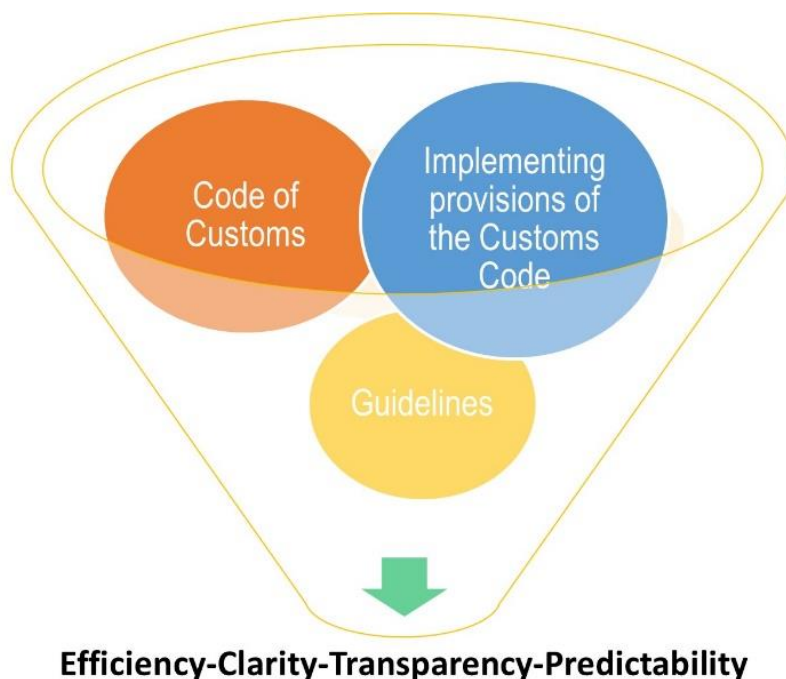 Code of
Customs
Implementing
provisions of
the Customs
Code
Guidelines
Efficiency-Clarity-Transparency-Predictability